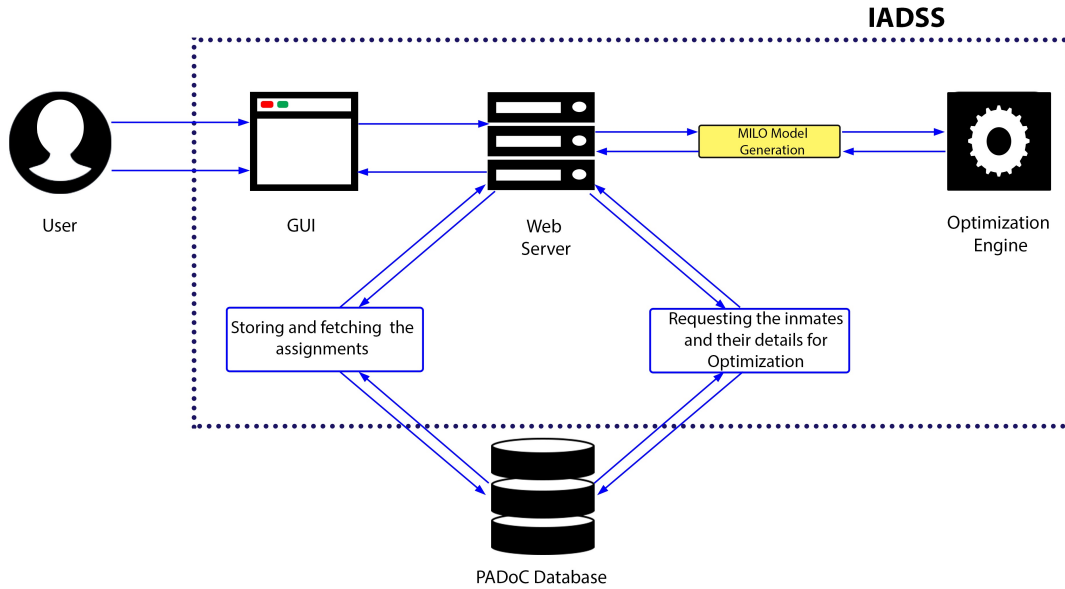 IADSS
MILO Model
Generation
User
GUI
Web
Server
Optimization
Engine
Storing and fetching  the
assignments
Requesting the inmates
and their details for
Optimization
PADoC Database